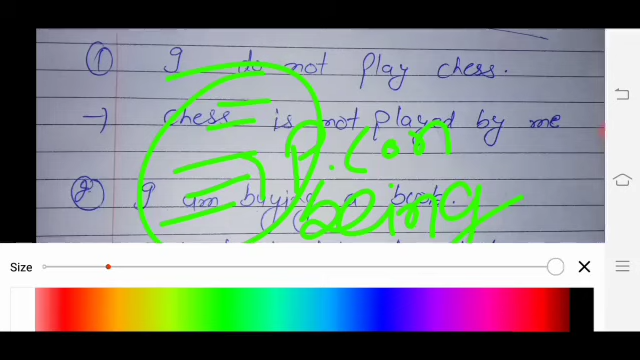 ① I do not play chess.
→ chess is not played by me
P. Con
② I am buying a book.
being
Size